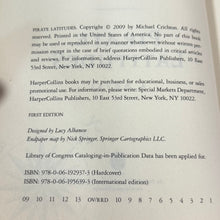 PIRATE LATITUDES. Copyright © 2009 by Michael Crichton. All rights reserved.
Printed in the United States of America. No part of this book
may be used or reproduced in any manner whatsoever without written
permission except in the case of brief quotations embodied in critical articles
and reviews. For information, address HarperCollins Publishers, 10 East
53rd Street, New York, NY 10022.
HarperCollins books may be purchased for educational, business, or sales
promotional use. For information, please write: Special Markets Department,
HarperCollins Publishers, 10 East 53rd Street, New York, NY 10022.
FIRST EDITION
Designed by Lucy Albanese
Endpaper map by Nick Springer, Springer Cartographics LLC.
Library of Congress Cataloging-in-Publication Data has been applied for.
ISBN: 978-0-06-192937-3 (Hardcover)
ISBN: 978-0-06-195639-3 (International edition)
09 10 11 12 13 OV/RRD 10 9 8 7 6 5 4 3 2 1